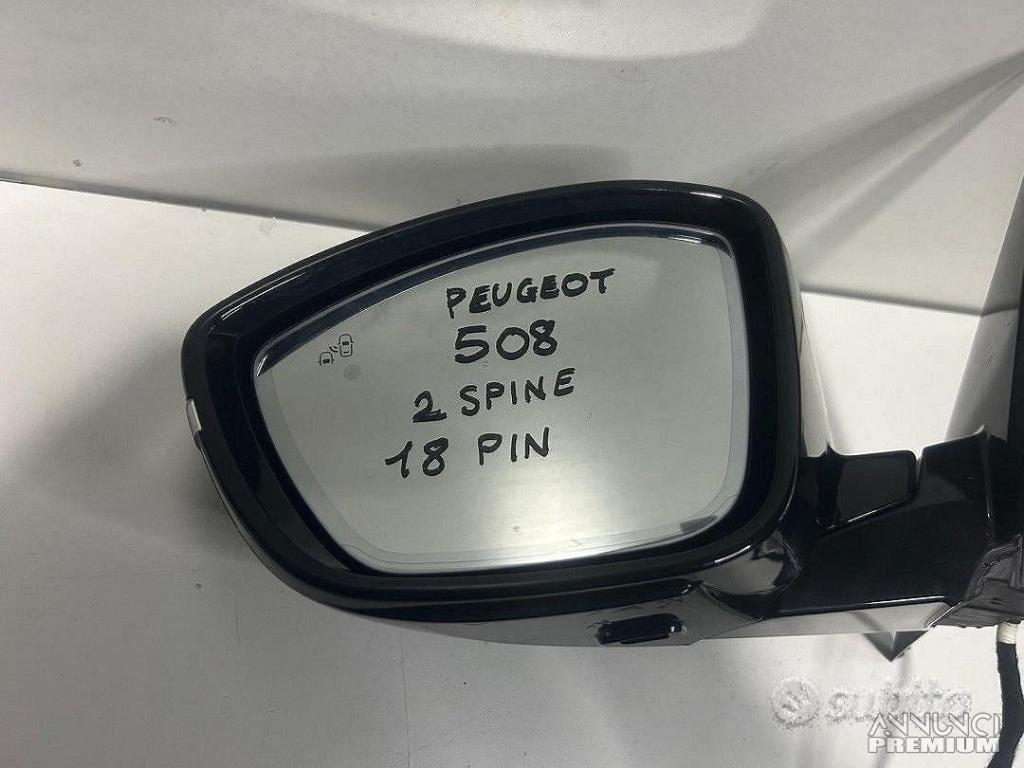 PEUGEOT
508
2 SPINE
18 PIN
subito
ANNUNCI
PREMIUM